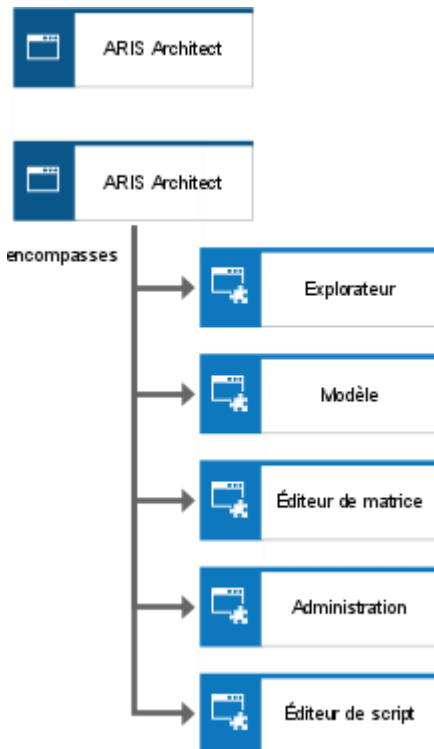 ARIS Architect
ARIS Architect
encompasses
Explorateur
Modèle
Éditeur de matrice
Administration
Éditeur de script